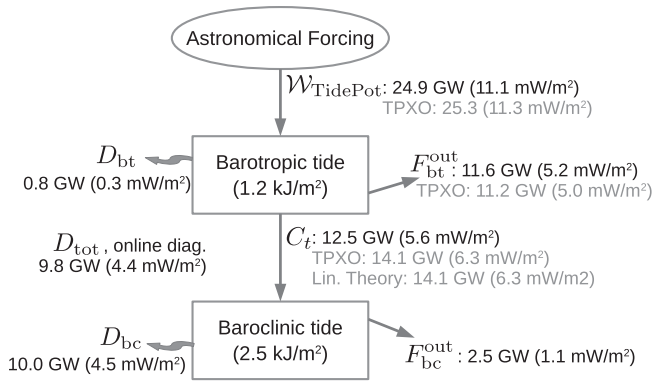 Astronomical Forcing
𝒲TidePot: 24.9 GW (11.1 mW/m²)
TPXO: 25.3 (11.3 mW/m²)
Dbt
0.8 GW (0.3 mW/m²)
Barotropic tide
(1.2 kJ/m²)
Fbt^out: 11.6 GW (5.2 mW/m²)
TPXO: 11.2 GW (5.0 mW/m²)
Dtot, online diag.
9.8 GW (4.4 mW/m²)
Ct: 12.5 GW (5.6 mW/m²)
TPXO: 14.1 GW (6.3 mW/m²)
Lin. Theory: 14.1 GW (6.3 mW/m2)
Dbc
10.0 GW (4.5 mW/m²)
Baroclinic tide
(2.5 kJ/m²)
Fbc^out: 2.5 GW (1.1 mW/m²)